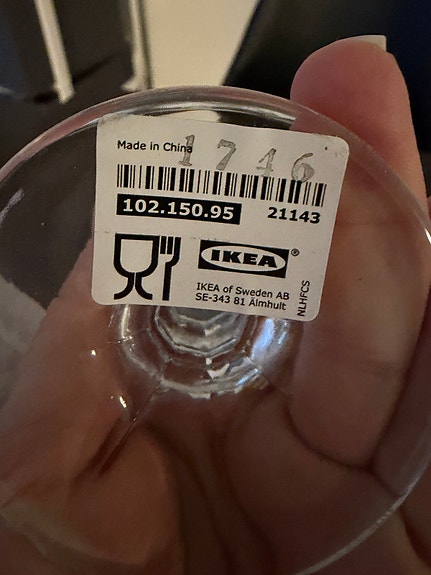 Made in China
1746
102.150.95 21143
IKEA®
IKEA of Sweden AB
SE-343 81 Älmhult
NLHFCS